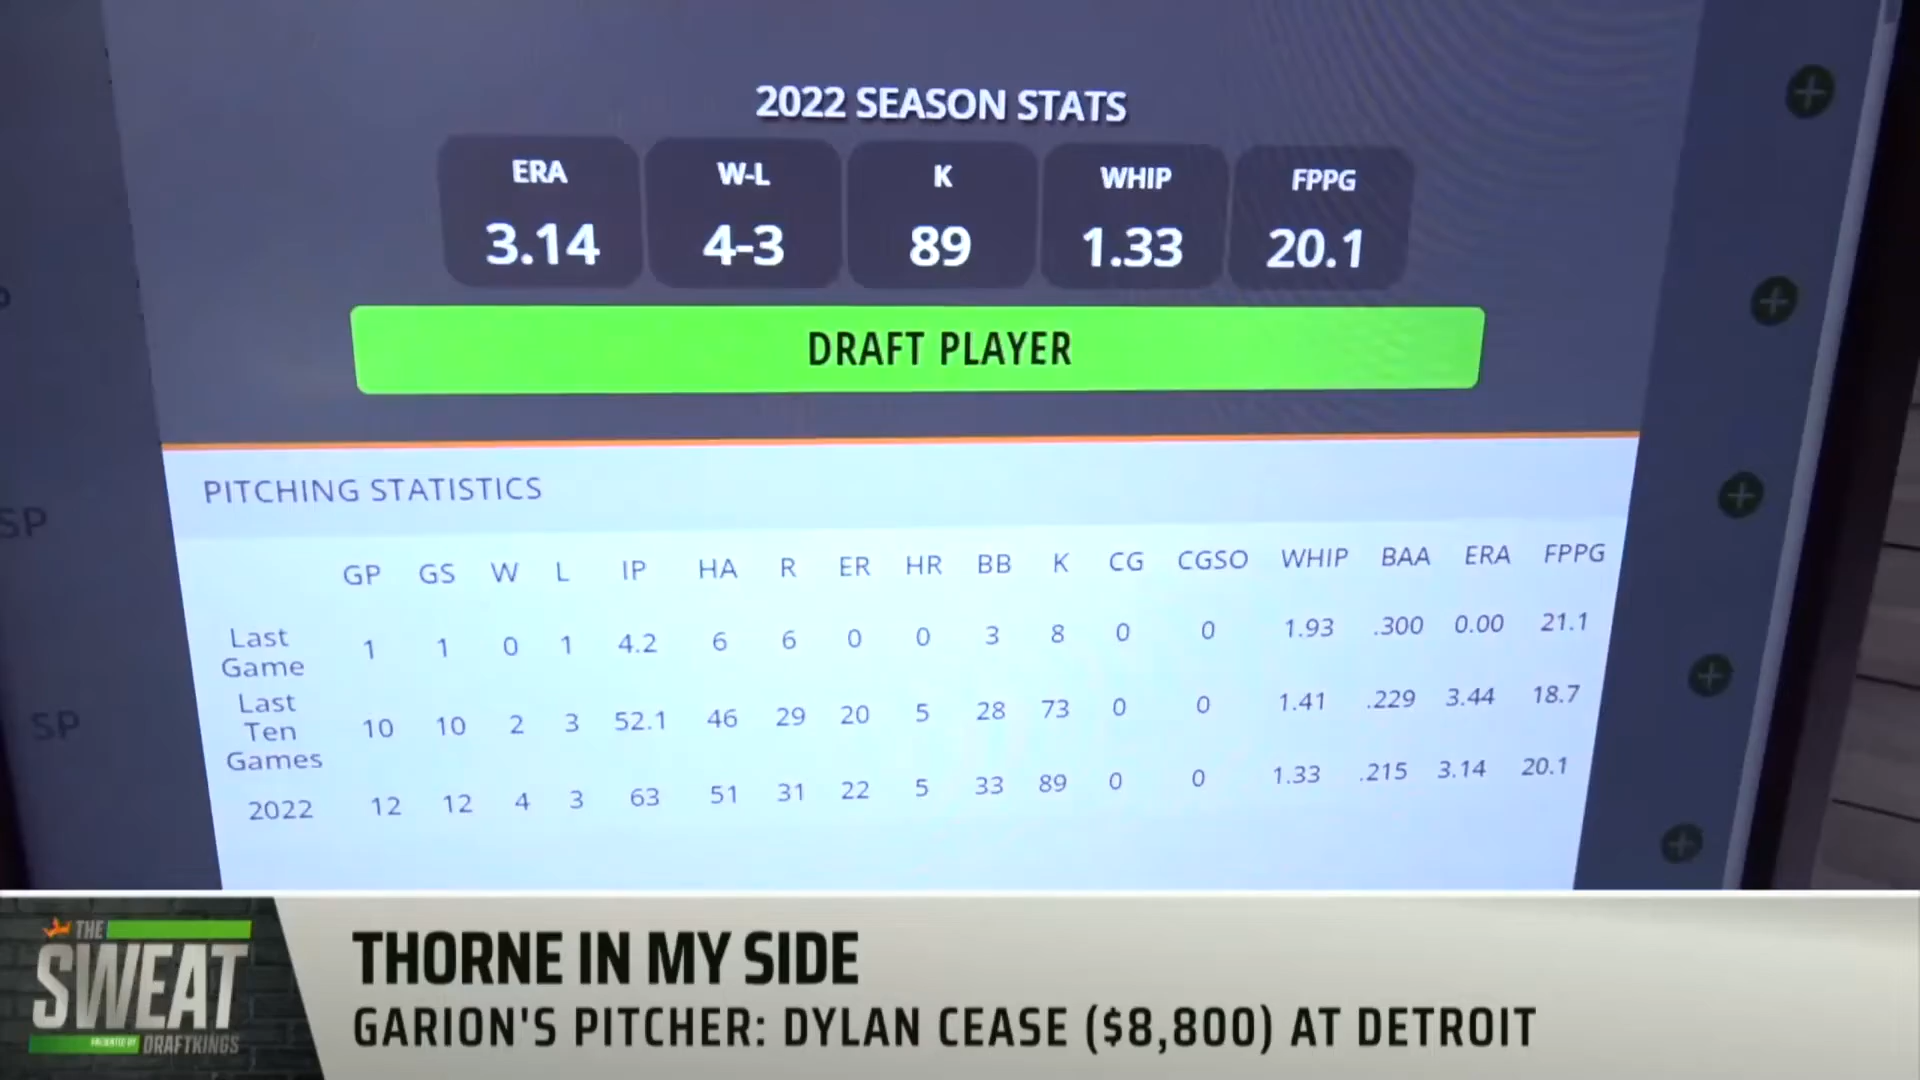 2022 SEASON STATS
ERA W-L K WHIP FPPG
3.14 4-3 89 1.33 20.1
DRAFT PLAYER
PITCHING STATISTICS
GP GS W L IP HA R ER HR BB K CG CGSO WHIP BAA ERA FPPG
Last Game 1 1 0 1 4.2 6 6 0 0 3 8 0 0 1.93 .300 0.00 21.1
Last Ten Games 10 10 2 3 52.1 46 29 20 5 28 73 0 0 1.41 .229 3.44 18.7
2022 12 12 4 3 63 51 31 22 5 33 89 0 0 1.33 .215 3.14 20.1
SP
SP
THE
SWEAT
PRESENTED BY DRAFTKINGS
THORNE IN MY SIDE
GARION'S PITCHER: DYLAN CEASE ($8,800) AT DETROIT